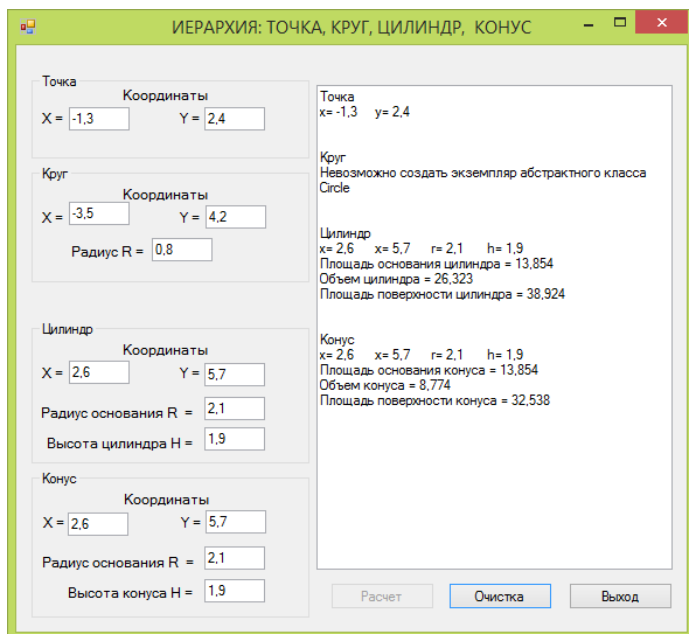 ИЕРАРХИЯ: ТОЧКА, КРУГ, ЦИЛИНДР, КОНУС
Точка
Координаты
X = -1,3 Y = 2,4
Круг
Координаты
X = -3,5 Y = 4,2
Радиус R = 0,8
Цилиндр
Координаты
X = 2,6 Y = 5,7
Радиус основания R = 2,1
Высота цилиндра H = 1,9
Конус
Координаты
X = 2,6 Y = 5,7
Радиус основания R = 2,1
Высота конуса H = 1,9
Точка
x= -1,3 y= 2,4
Круг
Невозможно создать экземпляр абстрактного класса
Circle
Цилиндр
x= 2,6 x= 5,7 r= 2,1 h= 1,9
Площадь основания цилиндра = 13,854
Объем цилиндра = 26,323
Площадь поверхности цилиндра = 38,924
Конус
x= 2,6 x= 5,7 r= 2,1 h= 1,9
Площадь основания конуса = 13,854
Объем конуса = 8,774
Площадь поверхности конуса = 32,538
Расчет Очистка Выход